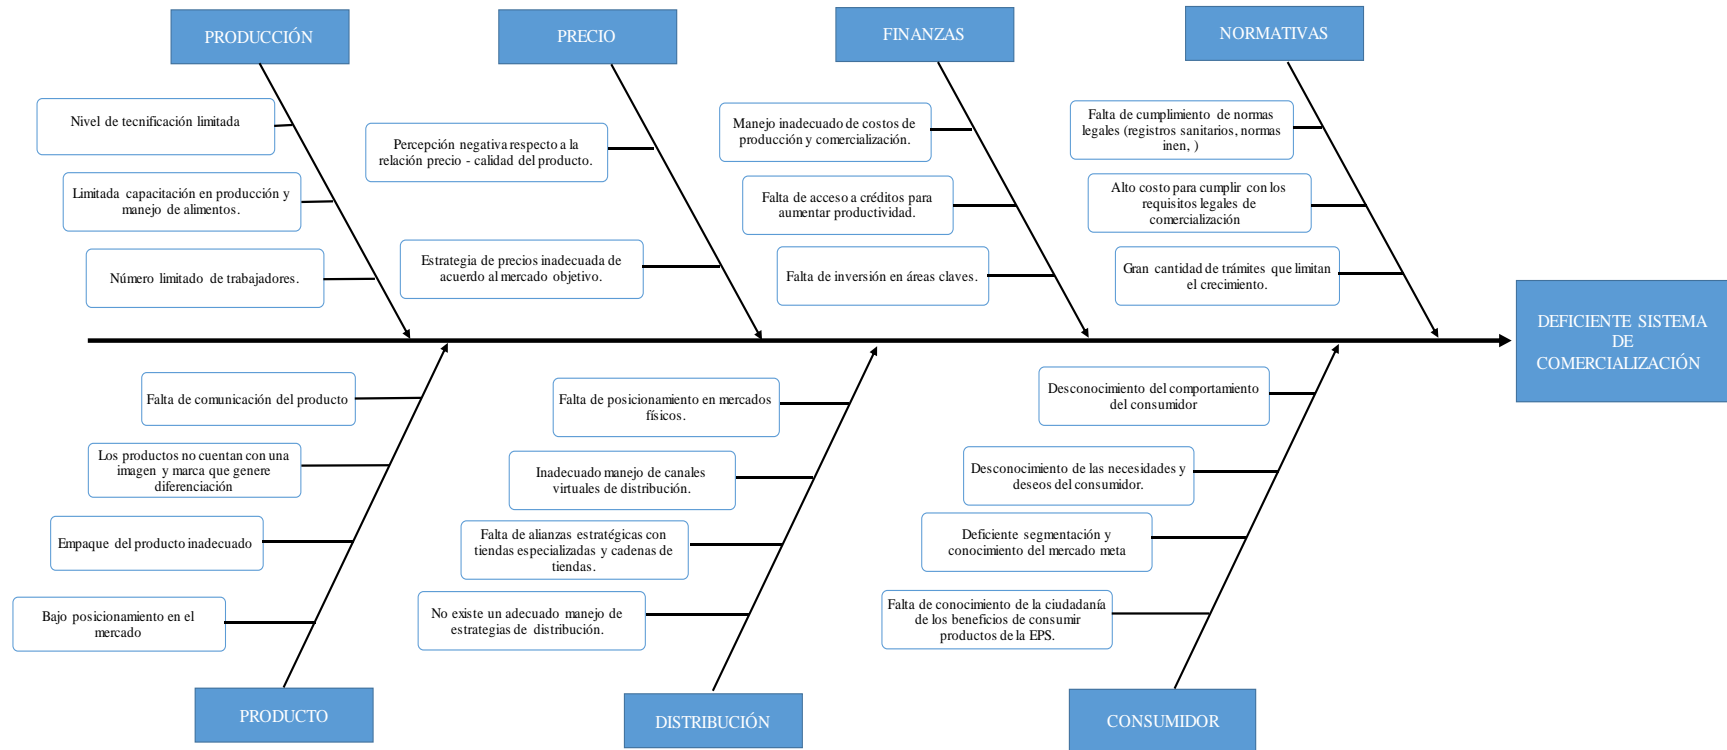 PRODUCCIÓN
PRECIO
FINANZAS
NORMATIVAS
Nivel de tecnificación limitada
Limitada capacitación en producción y
manejo de alimentos.
Número limitado de trabajadores.
Percepción negativa respecto a la
relación precio - calidad del producto.
Estrategia de precios inadecuada de
acuerdo al mercado objetivo.
Manejo inadecuado de costos de
producción y comercialización.
Falta de acceso a créditos para
aumentar productividad.
Falta de inversión en áreas claves.
Falta de cumplimiento de normas
legales (registros sanitarios, normas
inen, )
Alto costo para cumplir con los
requisitos legales de
comercialización
Gran cantidad de trámites que limitan
el crecimiento.
DEFICIENTE SISTEMA
DE
COMERCIALIZACIÓN
Falta de comunicación del producto
Los productos no cuentan con una
imagen y marca que genere
diferenciación
Empaque del producto inadecuado
Bajo posicionamiento en el
mercado
Falta de posicionamiento en mercados
físicos.
Inadecuado manejo de canales
virtuales de distribución.
Falta de alianzas estratégicas con
tiendas especializadas y cadenas de
tiendas.
No existe un adecuado manejo de
estrategias de distribución.
Desconocimiento del comportamiento
del consumidor
Desconocimiento de las necesidades y
deseos del consumidor.
Deficiente segmentación y
conocimiento del mercado meta
Falta de conocimiento de la ciudadanía
de los beneficios de consumir
productos de la EPS.
PRODUCTO
DISTRIBUCIÓN
CONSUMIDOR